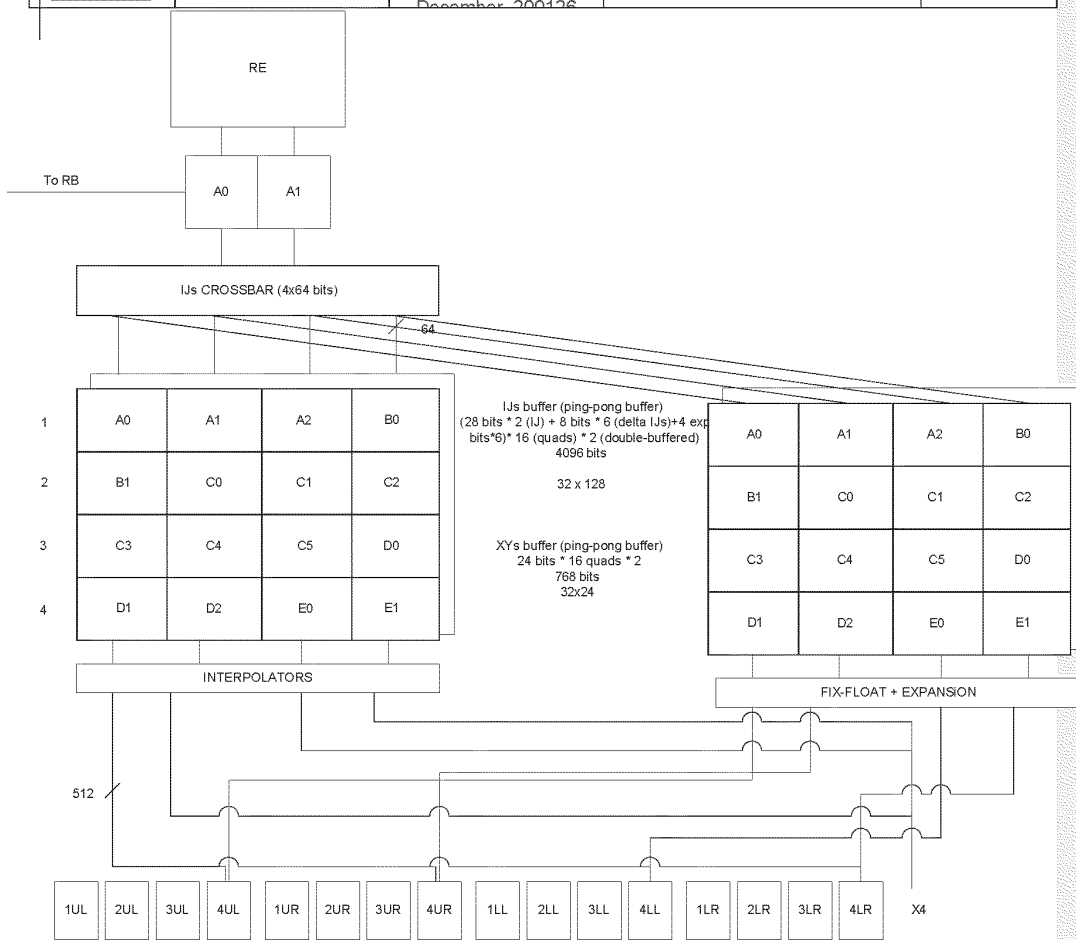 RE
To RB
A0 A1
IJs CROSSBAR (4x64 bits)
64
1 A0 A1 A2 B0
2 B1 C0 C1 C2
3 C3 C4 C5 D0
4 D1 D2 E0 E1
IJs buffer (ping-pong buffer)
(28 bits * 2 (IJ) + 8 bits * 6 (delta IJs)+4 exp
bits*6)* 16 (quads) * 2 (double-buffered)
4096 bits
32 x 128
XYs buffer (ping-pong buffer)
24 bits * 16 quads * 2
768 bits
32x24
A0 A1 A2 B0
B1 C0 C1 C2
C3 C4 C5 D0
D1 D2 E0 E1
INTERPOLATORS
FIX-FLOAT + EXPANSION
512
1UL 2UL 3UL 4UL 1UR 2UR 3UR 4UR 1LL 2LL 3LL 4LL 1LR 2LR 3LR 4LR X4